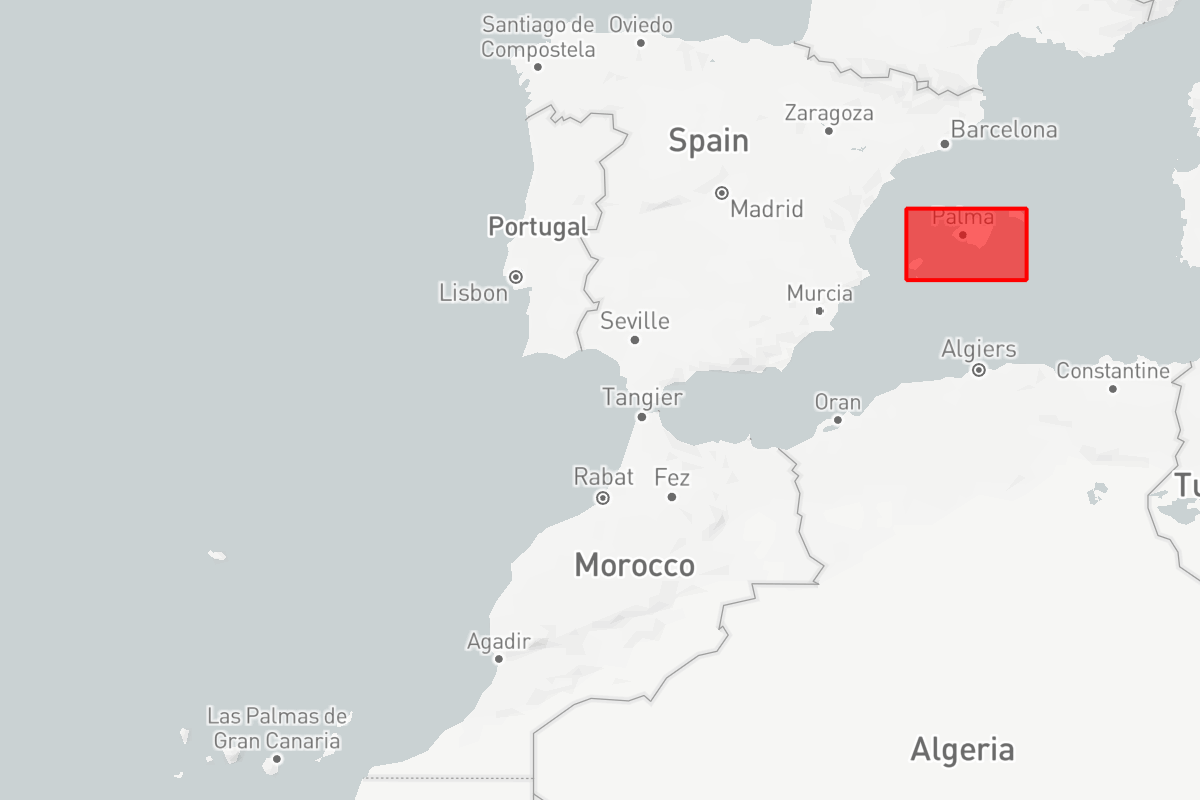 Santiago de
Compostela
Oviedo
Zaragoza
Barcelona
Spain
Madrid
Palma
Portugal
Lisbon
Murcia
Seville
Algiers
Constantine
Tangier
Oran
Rabat
Fez
Tu
Morocco
Agadir
Las Palmas de
Gran Canaria
Algeria